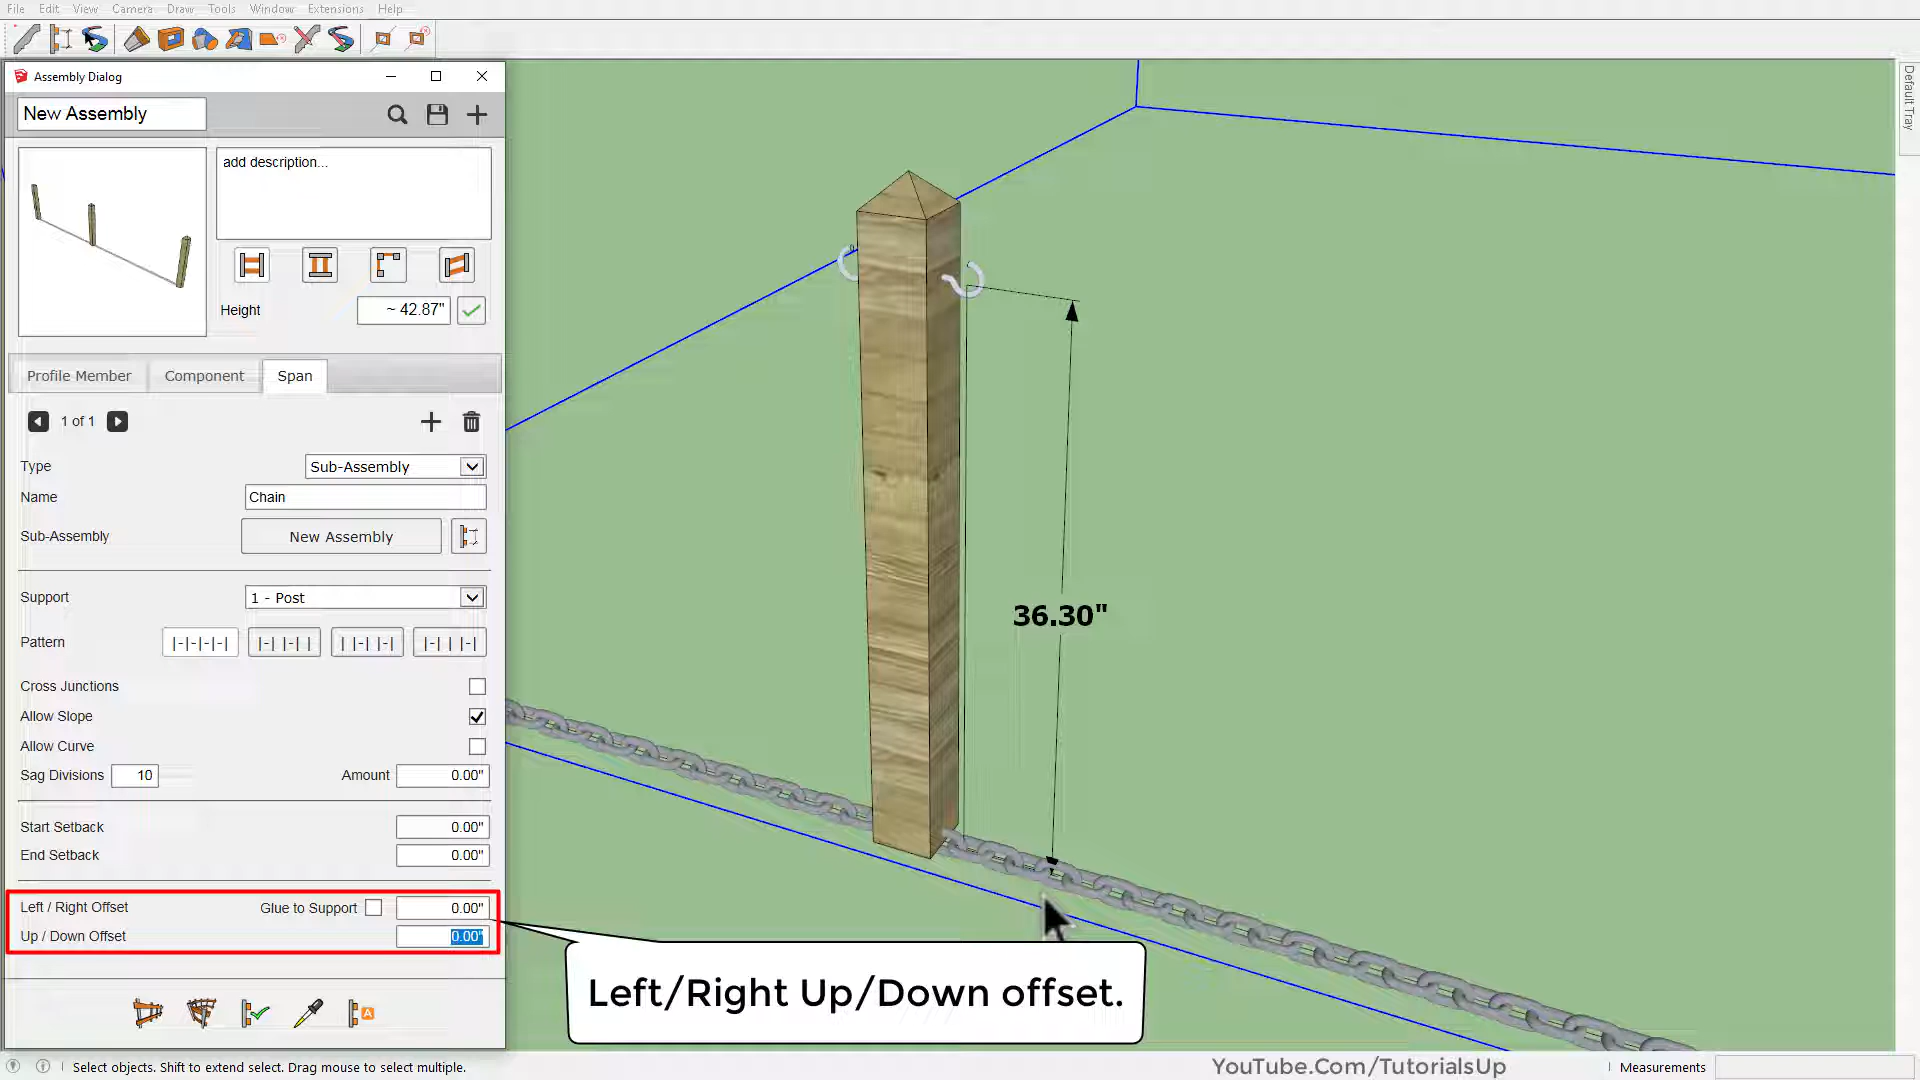 File Edit View Camera Draw Tools Window Extensions Help
Assembly Dialog
New Assembly
add description...
Height ~ 42.87"
Profile Member Component Span
1 of 1
Type Sub-Assembly
Name Chain
Sub-Assembly New Assembly
Support 1 - Post
Pattern |-|-|-|-| |-| |-| | | |-| |-| |-| | |-|
Cross Junctions
Allow Slope
Allow Curve
Sag Divisions 10 Amount 0.00"
Start Setback 0.00"
End Setback 0.00"
Left / Right Offset Glue to Support 0.00"
Up / Down Offset 0.00"
A
36.30"
Left/Right Up/Down offset.
Default Tray
Select objects. Shift to extend select. Drag mouse to select multiple.
YouTube.Com/TutorialsUp
Measurements